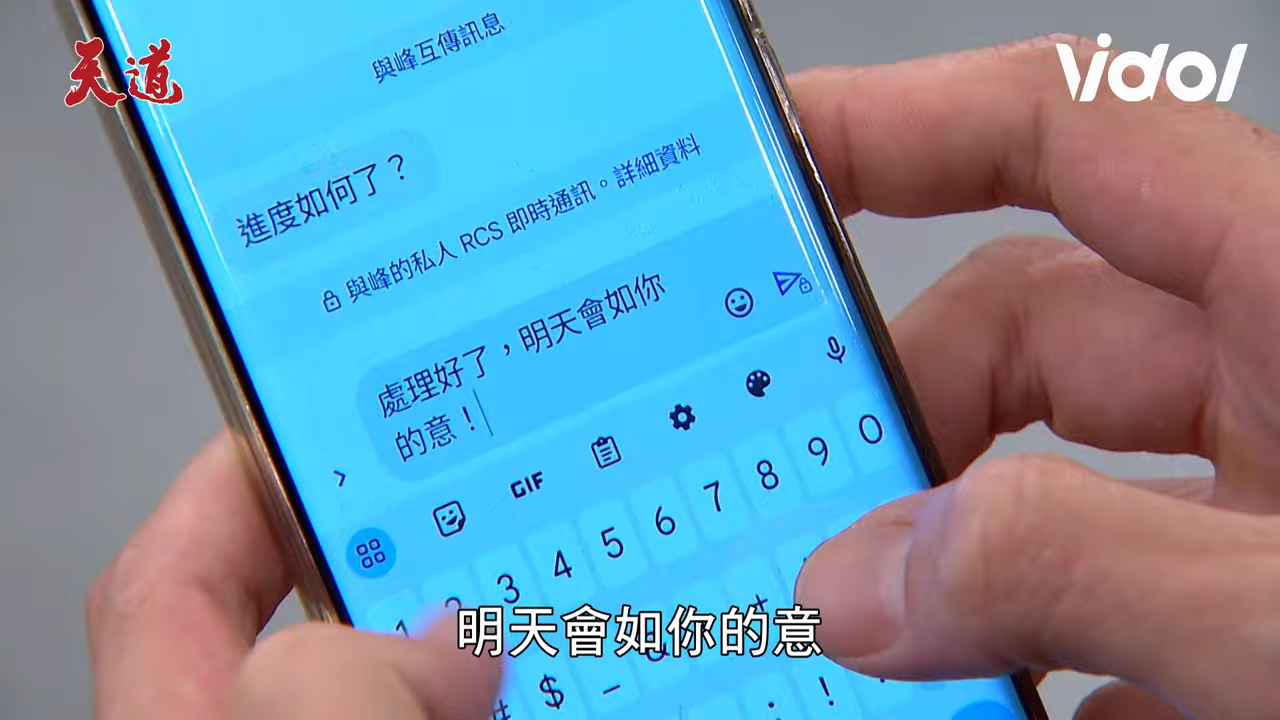 天道
Vidol
與峰互傳訊息
進度如何了？
與峰的私人 RCS 即時通訊。詳細資料
處理好了，明天會如你
的意！
GIF
1 2 3 4 5 6 7 8 9 0
明天會如你的意
# $ _ & + !